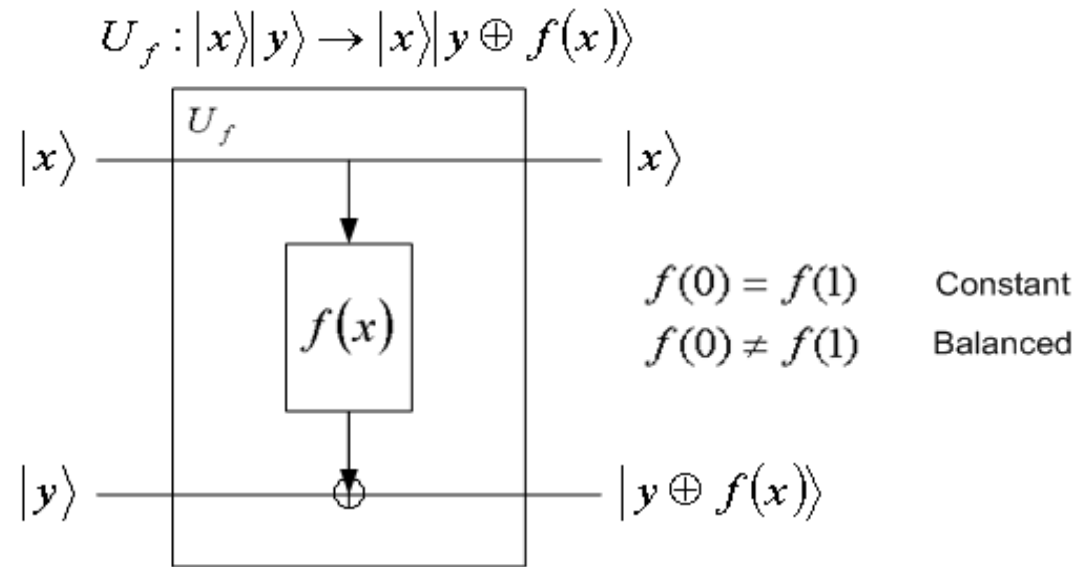 U_f : |x⟩|y⟩ → |x⟩|y ⊕ f(x)⟩
U_f
|x⟩ |x⟩
f(0) = f(1) Constant
f(x)
f(0) ≠ f(1) Balanced
|y⟩ |y ⊕ f(x)⟩